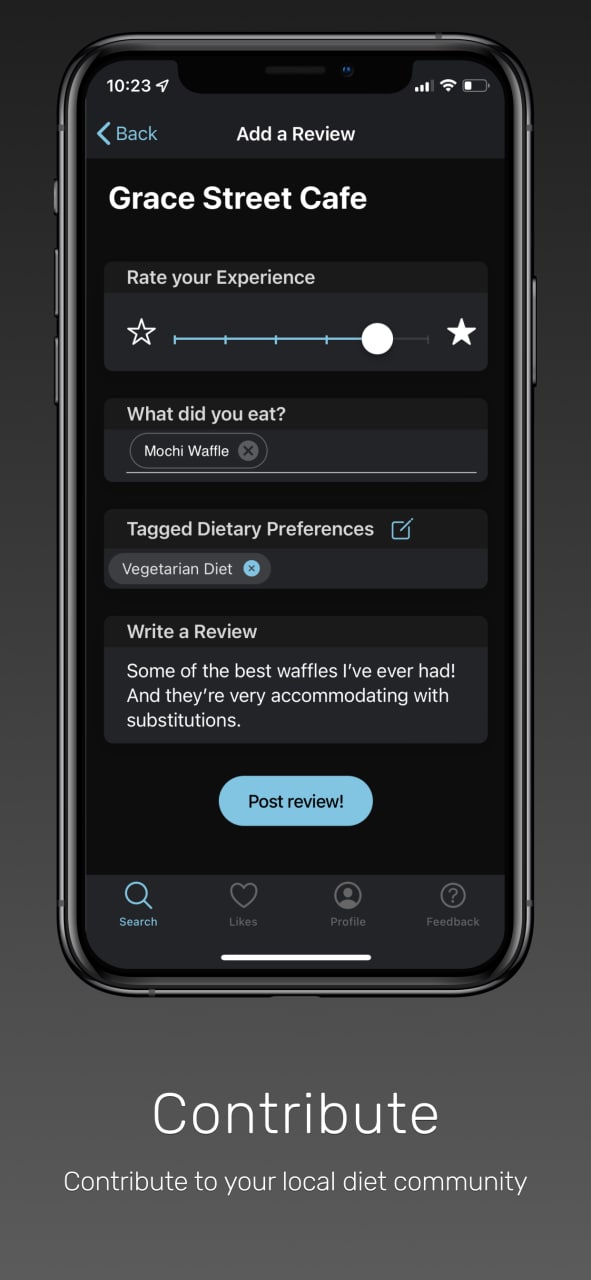 10:23
Back
Add a Review
Grace Street Cafe
Rate your Experience
What did you eat?
Mochi Waffle
Tagged Dietary Preferences
Vegetarian Diet
Write a Review
Some of the best waffles I’ve ever had!
And they’re very accommodating with
substitutions.
Post review!
Search
Likes
Profile
Feedback
Contribute
Contribute to your local diet community